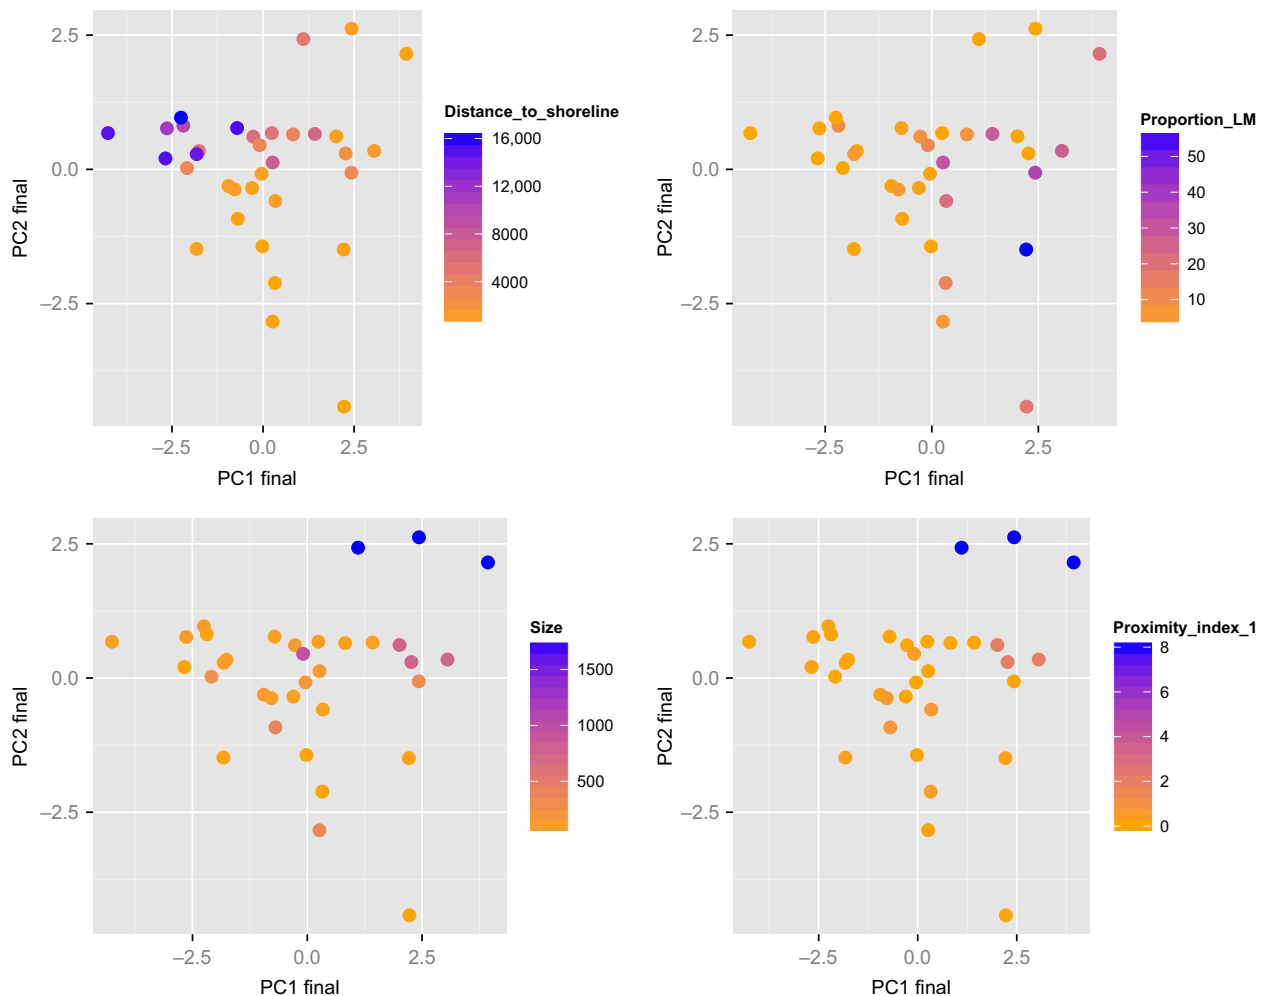 2.5
0.0
–2.5
PC2 final
–2.5 0.0 2.5
PC1 final
Distance_to_shoreline
16,000
12,000
8000
4000
2.5
0.0
–2.5
PC2 final
–2.5 0.0 2.5
PC1 final
Proportion_LM
50
40
30
20
10
2.5
0.0
–2.5
PC2 final
–2.5 0.0 2.5
PC1 final
Size
1500
1000
500
2.5
0.0
–2.5
PC2 final
–2.5 0.0 2.5
PC1 final
Proximity_index_1
8
6
4
2
0